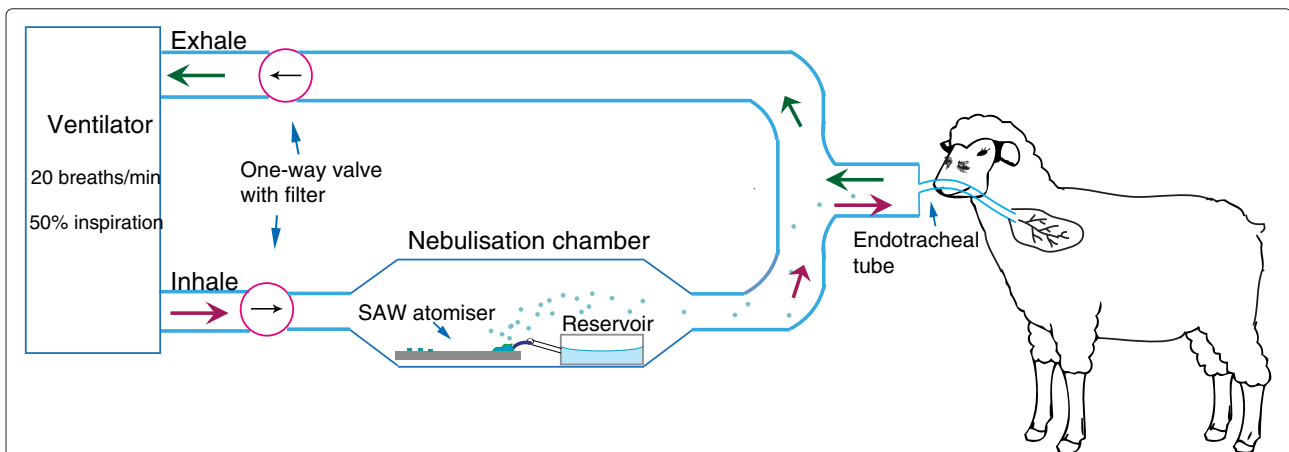 Exhale
Ventilator
20 breaths/min
50% inspiration
One-way valve
with filter
Inhale
Nebulisation chamber
SAW atomiser
Reservoir
Endotracheal
tube